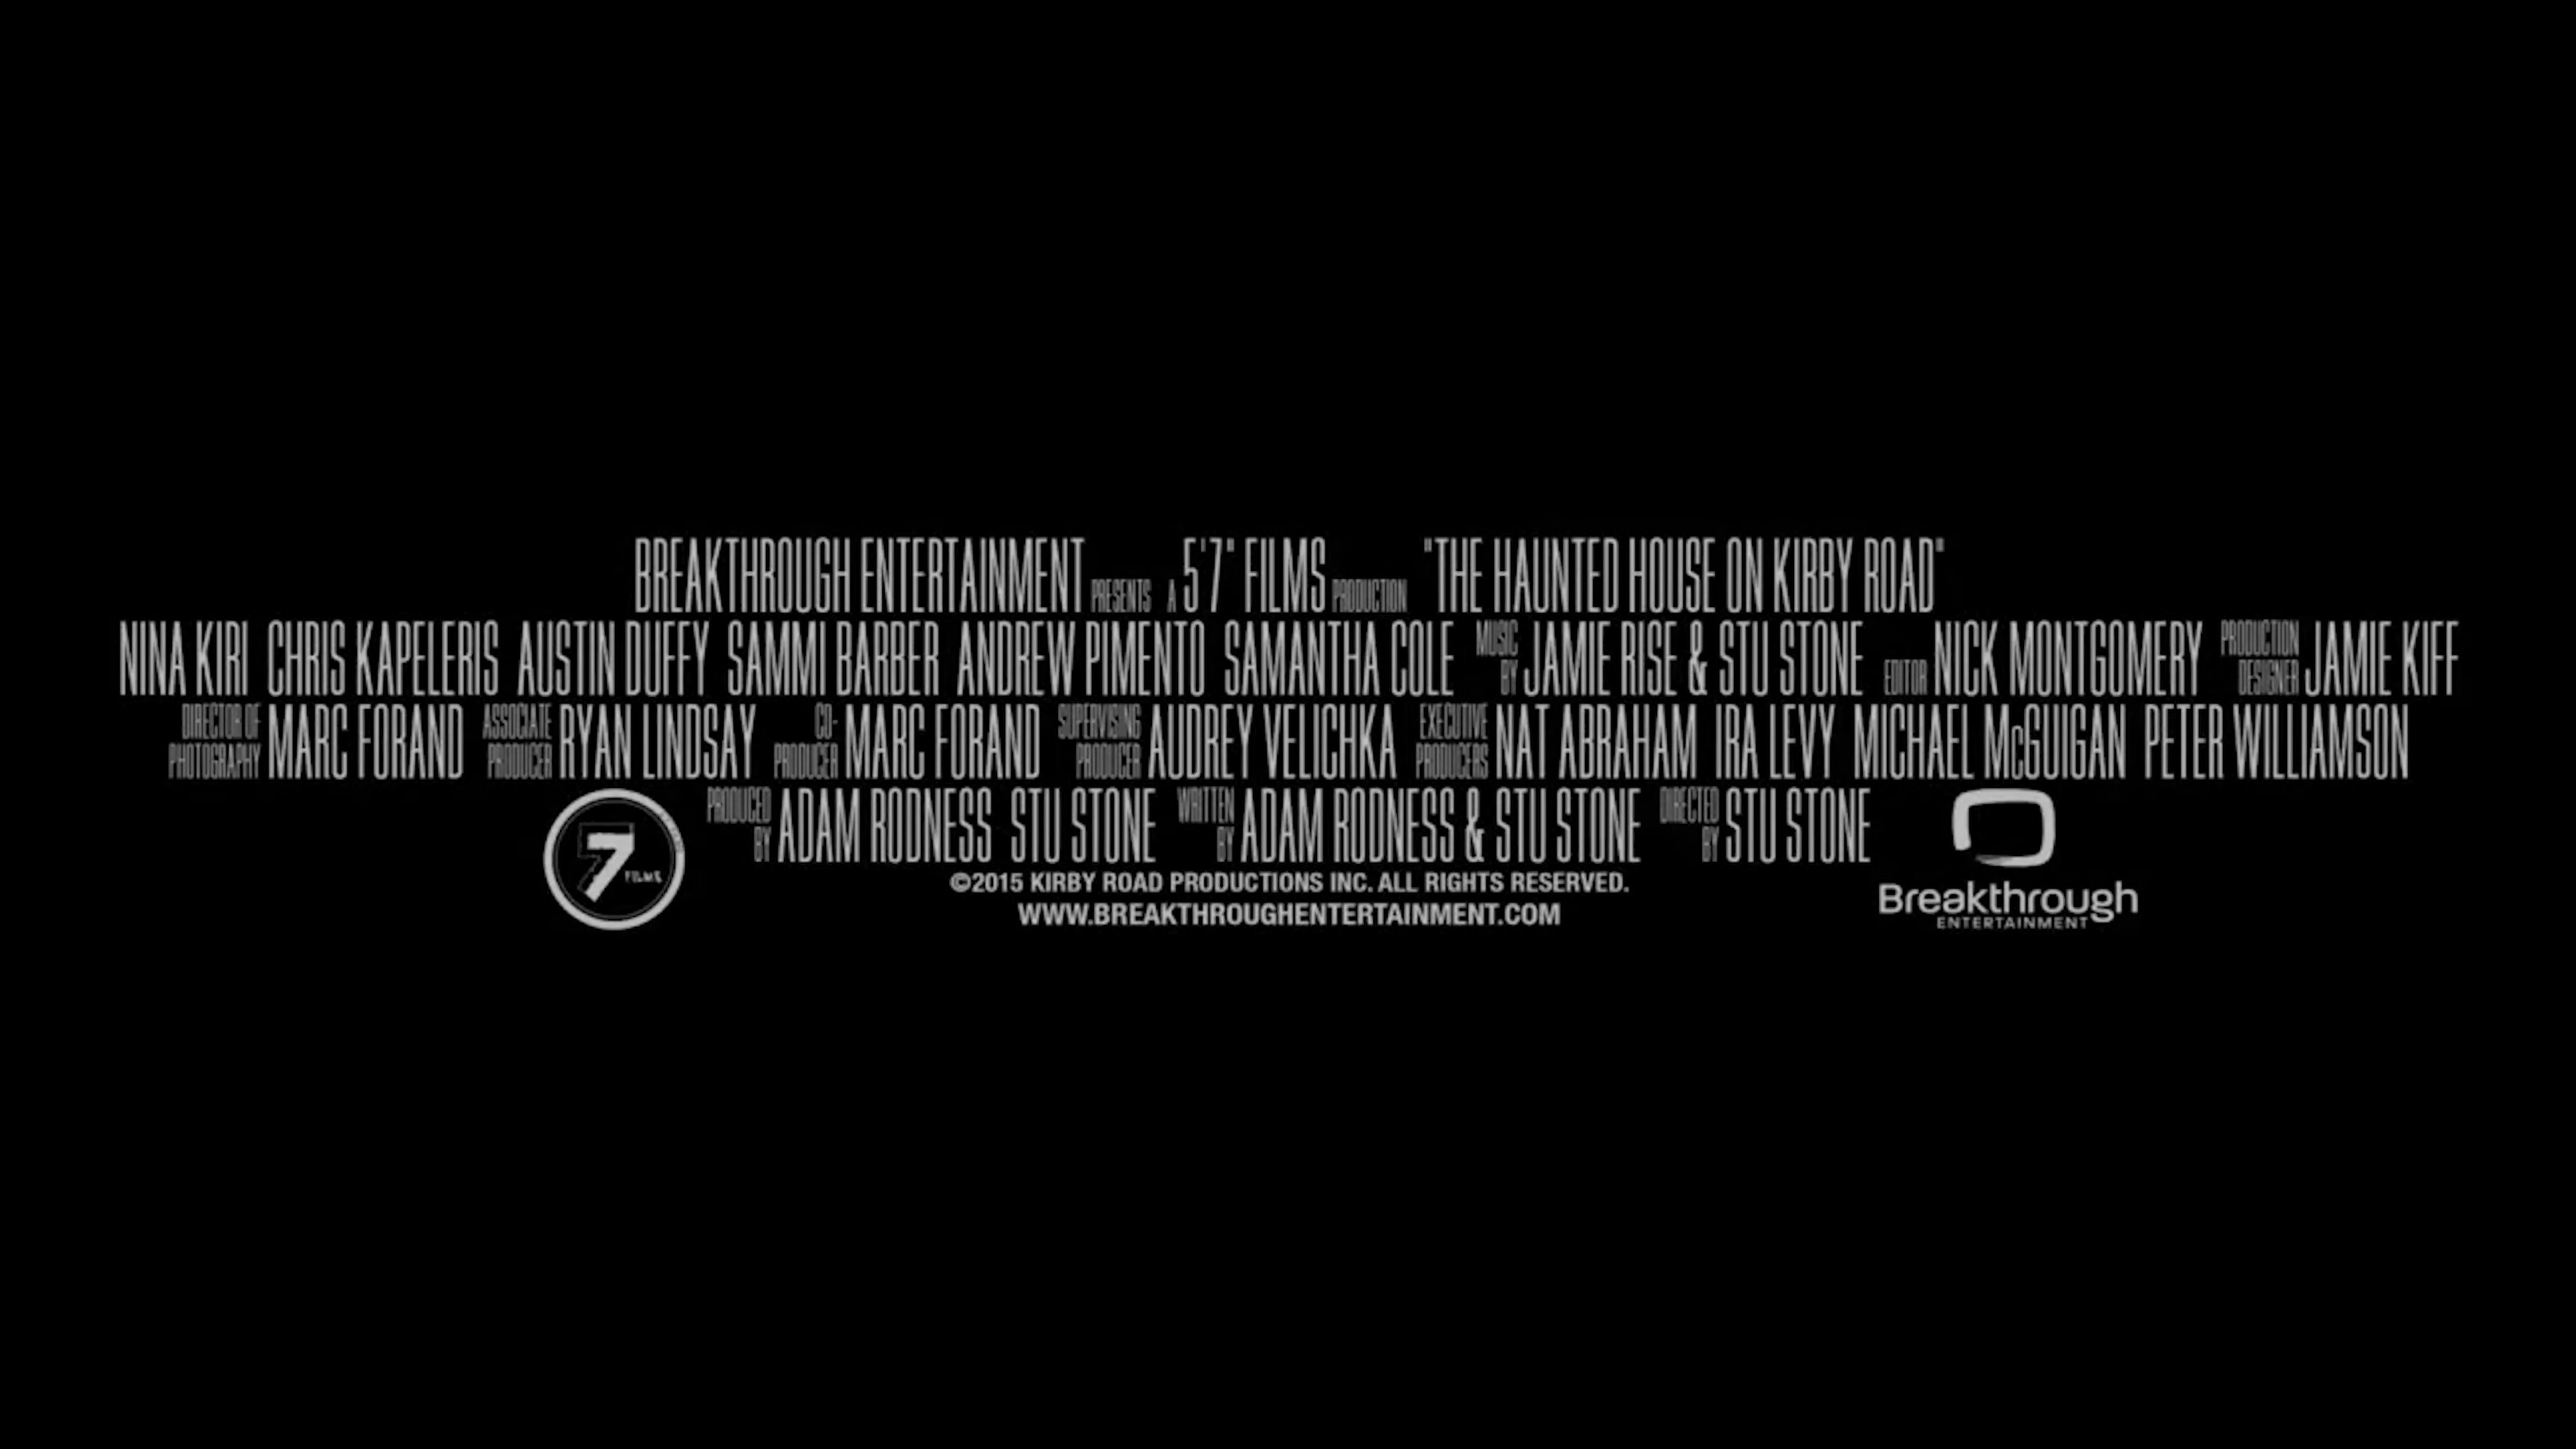 BREAKTHROUGH ENTERTAINMENT PRESENTS A 5'7" FILMS PRODUCTION "THE HAUNTED HOUSE ON KIRBY ROAD"
NINA KIRI CHRIS KAPELERIS AUSTIN DUFFY SAMMI BARBER ANDREW PIMENTO SAMANTHA COLE MUSIC BY JAMIE RISE & STU STONE EDITOR NICK MONTGOMERY PRODUCTION DESIGNER JAMIE KIFF
DIRECTOR OF PHOTOGRAPHY MARC FORAND ASSOCIATE PRODUCER RYAN LINDSAY CO-PRODUCER MARC FORAND SUPERVISING PRODUCER AUDREY VELICHKA EXECUTIVE PRODUCERS NAT ABRAHAM IRA LEVY MICHAEL McGUIGAN PETER WILLIAMSON
PRODUCED BY ADAM RODNESS STU STONE WRITTEN BY ADAM RODNESS & STU STONE DIRECTED BY STU STONE
57 FILMS
©2015 KIRBY ROAD PRODUCTIONS INC. ALL RIGHTS RESERVED.
WWW.BREAKTHROUGHENTERTAINMENT.COM
Breakthrough
ENTERTAINMENT